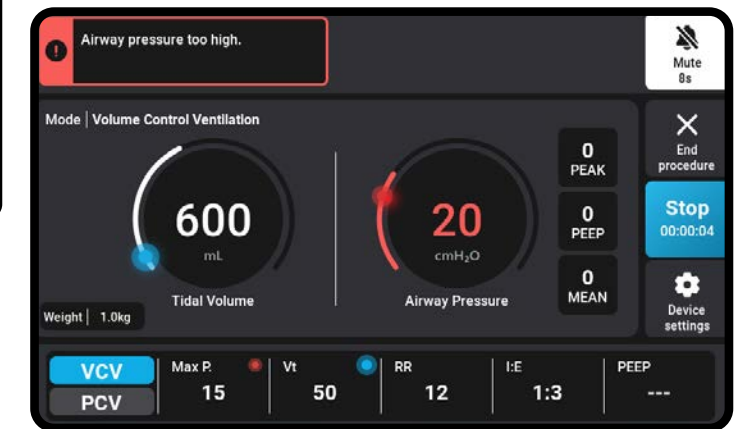 Airway pressure too high.
Mute
8s
Mode | Volume Control Ventilation
End
procedure
600
mL
Tidal Volume
20
cmH₂O
Airway Pressure
0
PEAK
0
PEEP
0
MEAN
Stop
00:00:04
Weight | 1.0kg
Device
settings
VCV
PCV
Max P.
15
Vt
50
RR
12
I:E
1:3
PEEP
---